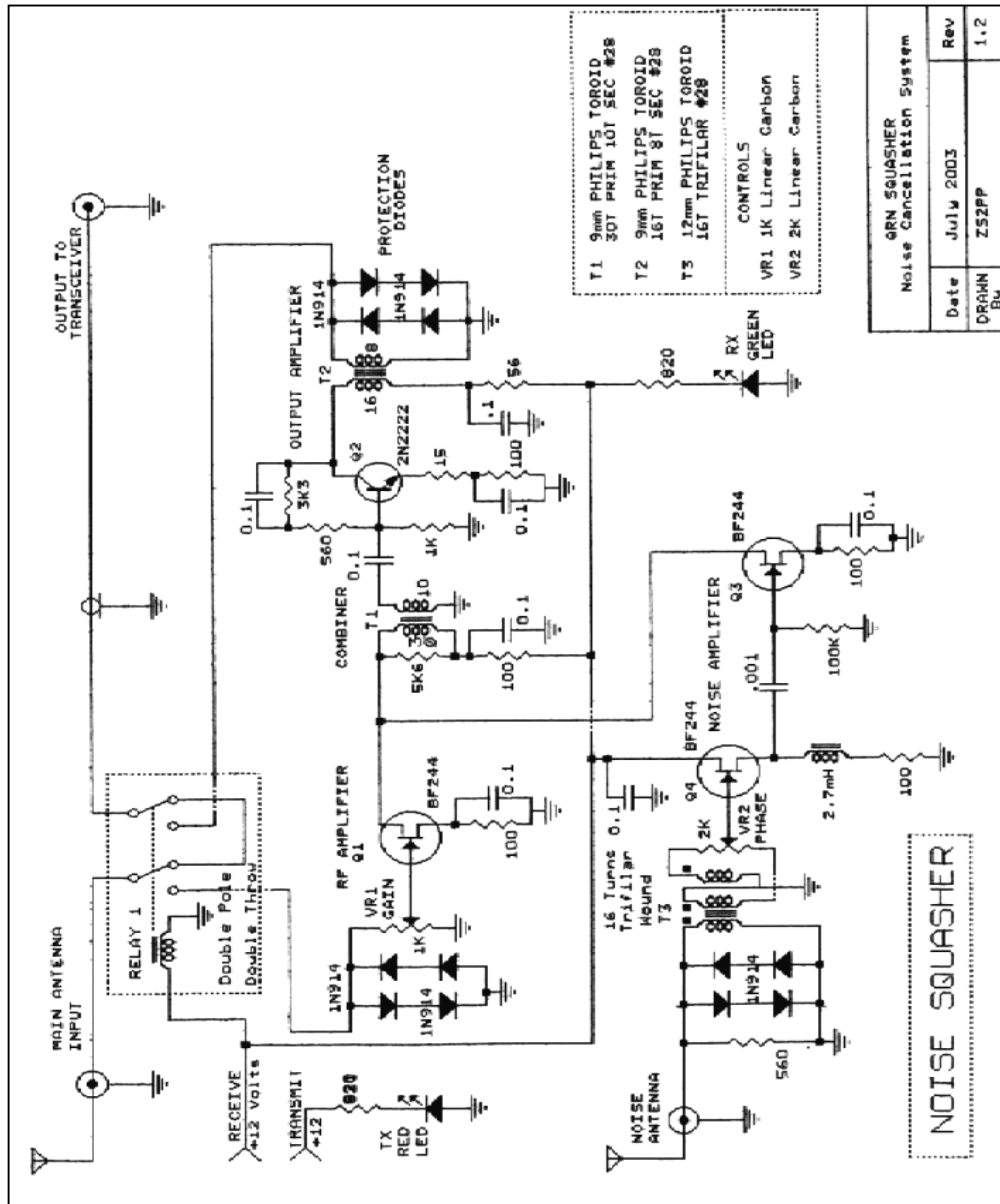 OUTPUT TO
TRANSCEIVER
MAIN ANTENNA
INPUT
RELAY 1
Double Pole
Double Throw
RECEIVE
+12 Volts
TRANSMIT
+12
TX
RED
LED
1N914
1N914
VR1
GAIN
1K
RF AMPLIFIER
Q1
BF244
100
0.1
COMBINER
T1
30
10
5K6
100
0.1
0.1
560
1K
0.1
3K3
OUTPUT AMPLIFIER
Q2
2N2222
15
100
0.1
T2
16
8
.1
56
1N914
1N914
PROTECTION
DIODES
820
RX
GREEN
LED
NOISE
ANTENNA
560
1N914
16 Turns
Trifilar
Wound
T3
2K
VR2
PHASE
0.1
Q4
BF244
NOISE AMPLIFIER
2.7mH
100
.001
100K
Q3
BF244
100
0.1
T1 9mm PHILIPS TOROID
30T PRIM 10T SEC #28
T2 9mm PHILIPS TOROID
16T PRIM 8T SEC #28
T3 12mm PHILIPS TOROID
16T TRIFILAR #28
CONTROLS
VR1 1K Linear Carbon
VR2 2K Linear Carbon
NOISE SQUASHER
QRN SQUASHER
Noise Cancellation System
Date July 2003 Rev
DRAWN ZS2PP 1.2
By